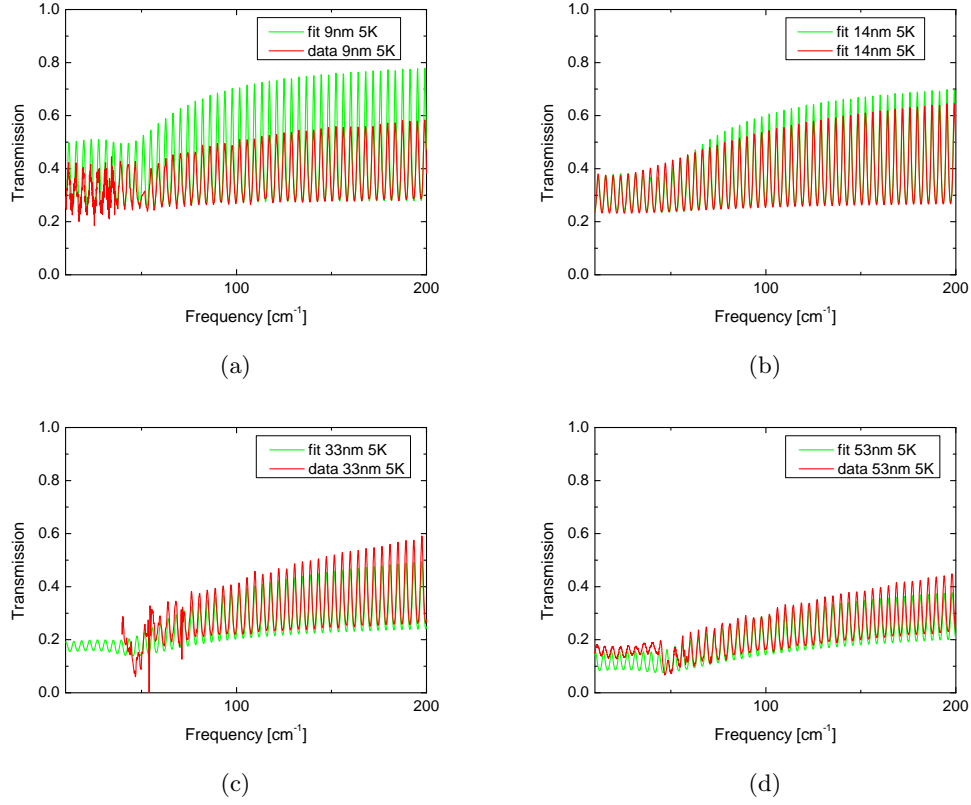 fit 9nm 5K
data 9nm 5K
1.0
0.8
0.6
0.4
0.2
0.0
Transmission
100
200
Frequency [cm⁻¹]
(a)
fit 14nm 5K
fit 14nm 5K
1.0
0.8
0.6
0.4
0.2
0.0
Transmission
100
200
Frequency [cm⁻¹]
(b)
fit 33nm 5K
data 33nm 5K
1.0
0.8
0.6
0.4
0.2
0.0
Transmission
100
200
Frequency [cm⁻¹]
(c)
fit 53nm 5K
data 53nm 5K
1.0
0.8
0.6
0.4
0.2
0.0
Transmission
100
200
Frequency [cm⁻¹]
(d)